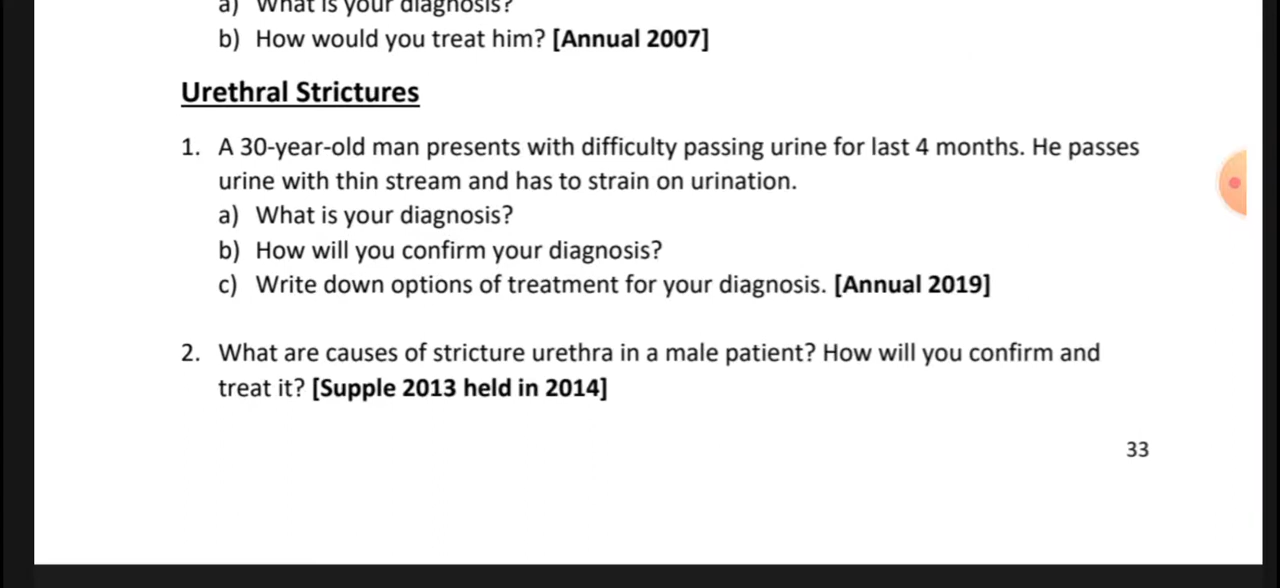 a) What is your diagnosis?
b) How would you treat him? [Annual 2007]
Urethral Strictures
1. A 30-year-old man presents with difficulty passing urine for last 4 months. He passes
urine with thin stream and has to strain on urination.
a) What is your diagnosis?
b) How will you confirm your diagnosis?
c) Write down options of treatment for your diagnosis. [Annual 2019]
2. What are causes of stricture urethra in a male patient? How will you confirm and
treat it? [Supple 2013 held in 2014]
33